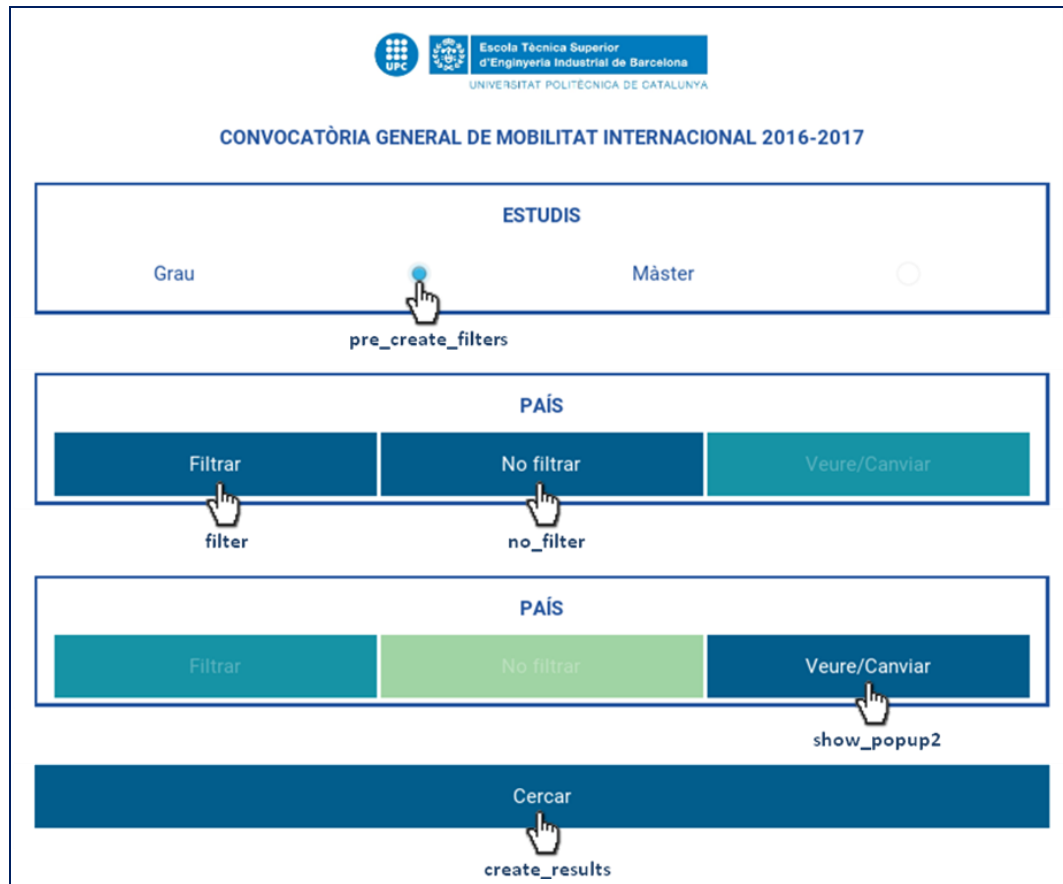 UPC
Escola Tècnica Superior
d'Enginyeria Industrial de Barcelona
UNIVERSITAT POLITÈCNICA DE CATALUNYA
CONVOCATÒRIA GENERAL DE MOBILITAT INTERNACIONAL 2016-2017
ESTUDIS
Grau Màster
pre_create_filters
PAÍS
Filtrar No filtrar Veure/Canviar
filter no_filter
PAÍS
Filtrar No filtrar Veure/Canviar
show_popup2
Cercar
create_results